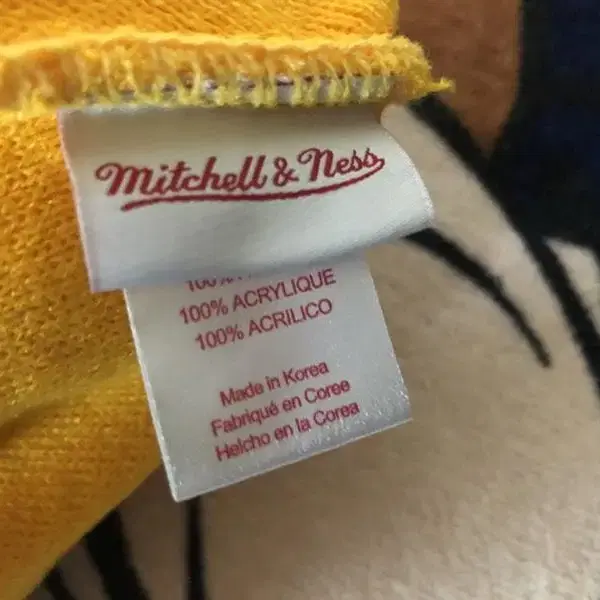 Mitchell & Ness
100% ACRYLIQUE
100% ACRILICO
Made in Korea
Fabriqué en Coree
Helcho en la Corea